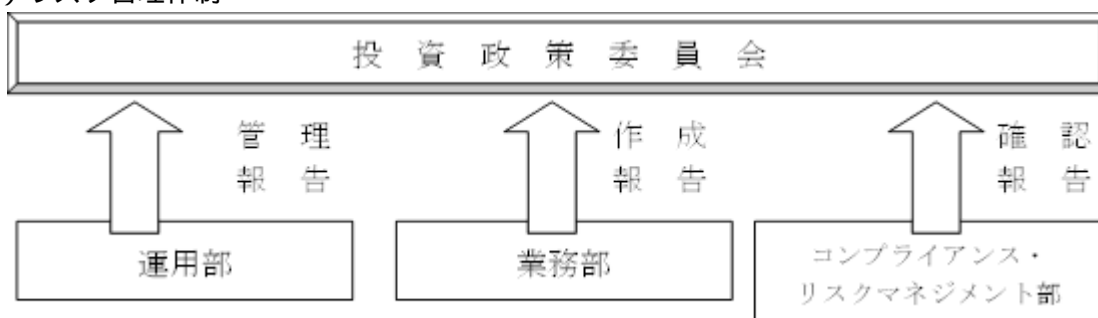 投資政策委員会
管理
報告
作成
報告
確認
報告
運用部
業務部
コンプライアンス・
リスクマネジメント部